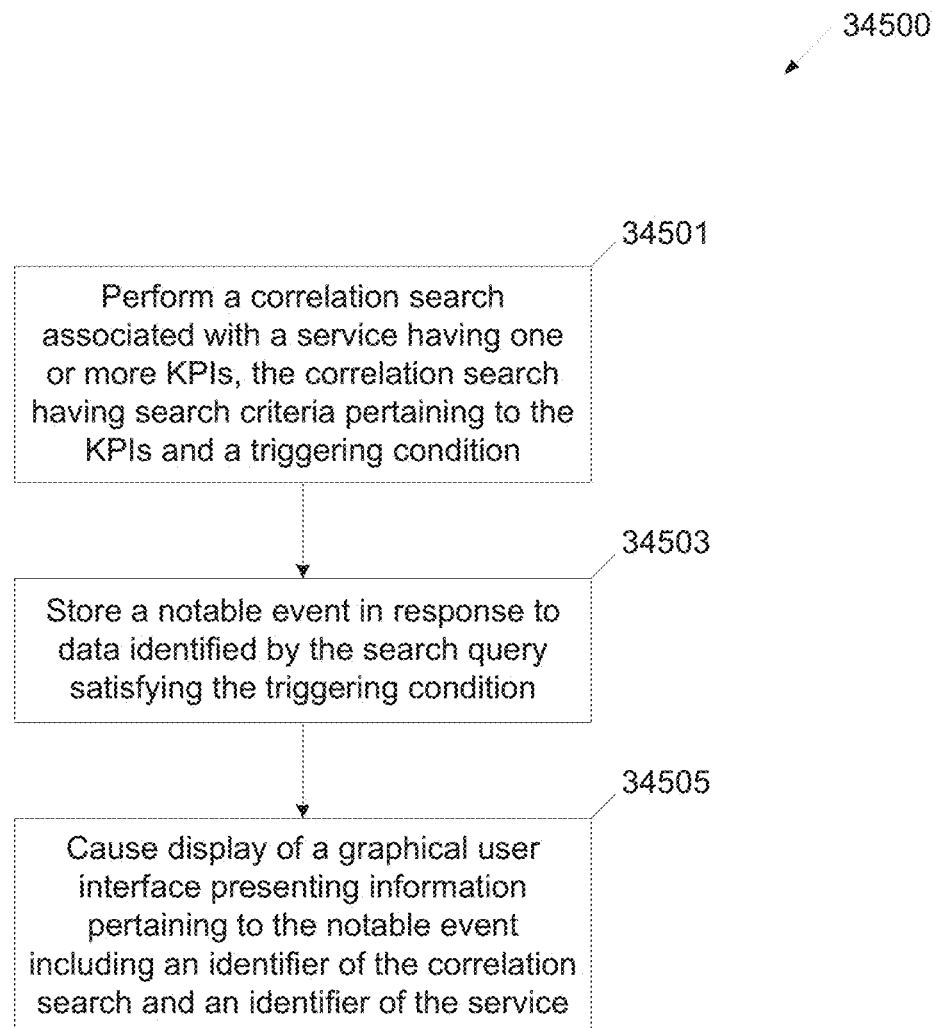 34500
34501
Perform a correlation search
associated with a service having one
or more KPIs, the correlation search
having search criteria pertaining to the
KPIs and a triggering condition
34503
Store a notable event in response to
data identified by the search query
satisfying the triggering condition
34505
Cause display of a graphical user
interface presenting information
pertaining to the notable event
including an identifier of the correlation
search and an identifier of the service